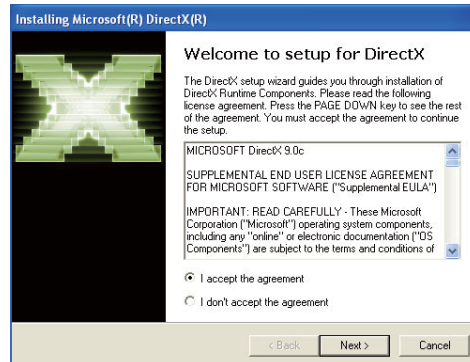 Installing Microsoft(R) DirectX(R)
Welcome to setup for DirectX
The DirectX setup wizard guides you through installation of
DirectX Runtime Components. Please read the following
license agreement. Press the PAGE DOWN key to see the rest
of the agreement. You must accept the agreement to continue
the setup.
MICROSOFT DirectX 9.0c
SUPPLEMENTAL END USER LICENSE AGREEMENT
FOR MICROSOFT SOFTWARE ("Supplemental EULA")
IMPORTANT: READ CAREFULLY - These Microsoft
Corporation ("Microsoft") operating system components,
including any "online" or electronic documentation ("OS
Components") are subject to the terms and conditions of
I accept the agreement
I don't accept the agreement
< Back Next > Cancel